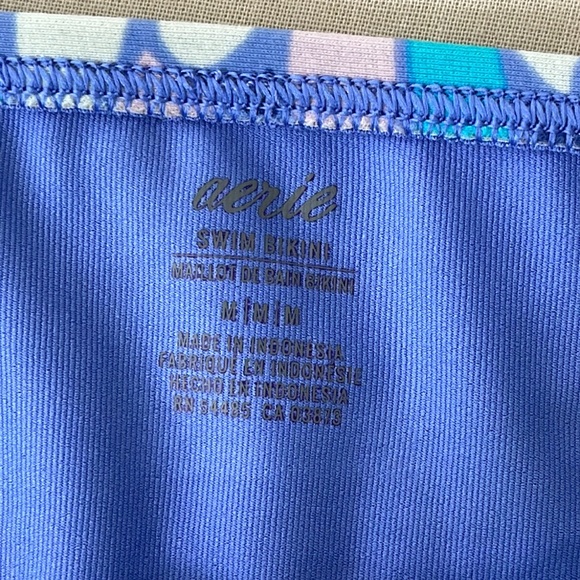 aerie
SWIM BIKINI
MAILLOT DE BAIN BIKINI
M|M|M
MADE IN INDONESIA
FABRIQUÉ EN INDONÉSIE
HECHO EN INDONESIA
RN 54485 CA 03813